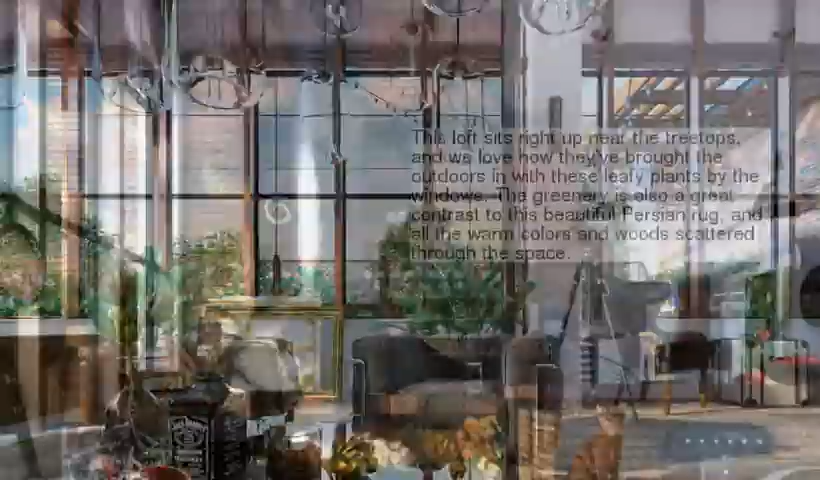 This loft sits right up near the treetops,
and we love how they've brought the
outdoors in with these leafy plants by the
windows. The greenery is also a great
contrast to this beautiful Persian rug, and
all the warm colors and woods scattered
through the space.